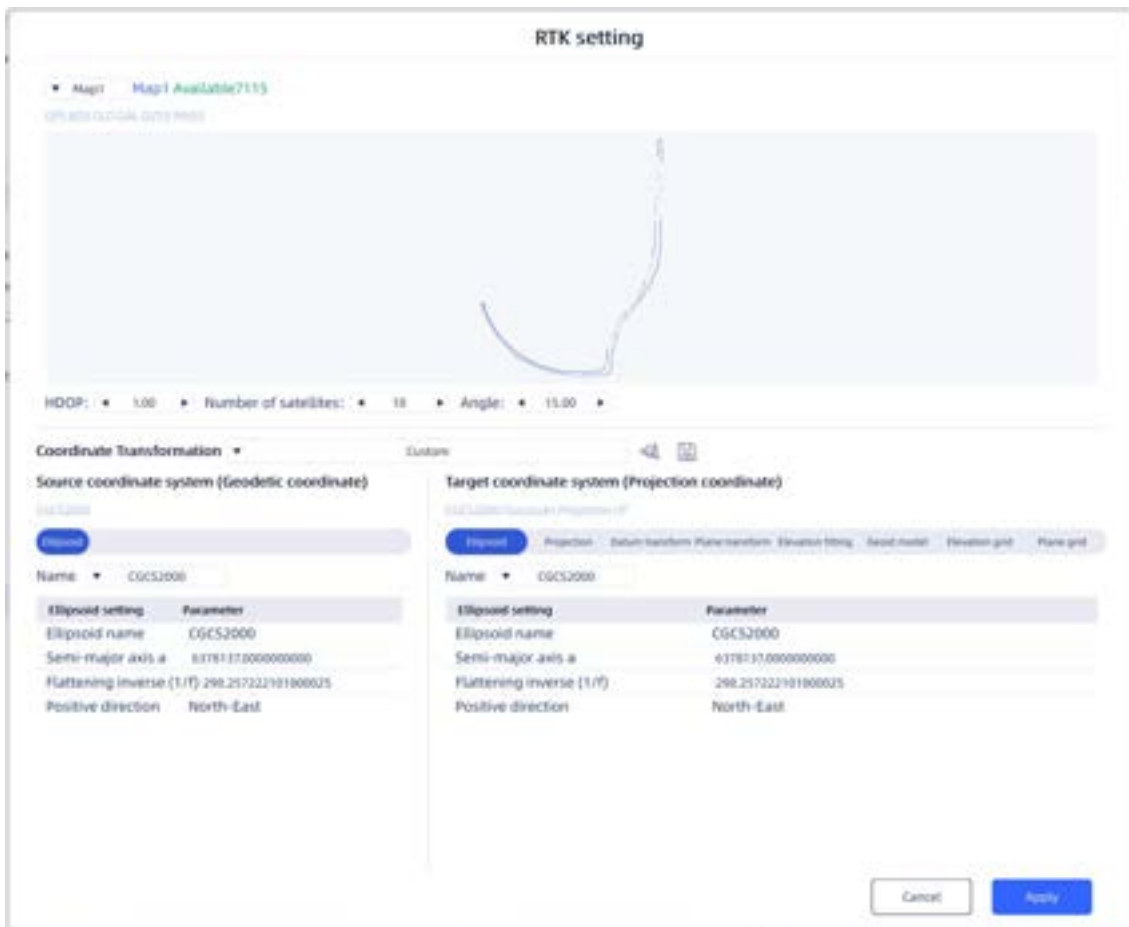 RTK setting
Map1 Map1 Available7115
HDOP: 1.00 Number of satellites: 10 Angle: 15.00
Coordinate Transformation Custom
Source coordinate system (Geodetic coordinate)
CGCS2000
Ellipsoid
Name CGCS2000
Ellipsoid setting Parameter
Ellipsoid name CGCS2000
Semi-major axis a 6378137.0000000000
Flattening inverse (1/f) 298.257222101000025
Positive direction North-East
Target coordinate system (Projection coordinate)
Ellipsoid Projection Datum transform Plane transform Elevation fitting Geoid model Elevation grid Plane grid
Name CGCS2000
Ellipsoid setting Parameter
Ellipsoid name CGCS2000
Semi-major axis a 6378137.0000000000
Flattening inverse (1/f) 298.257222101000025
Positive direction North-East
Cancel Apply